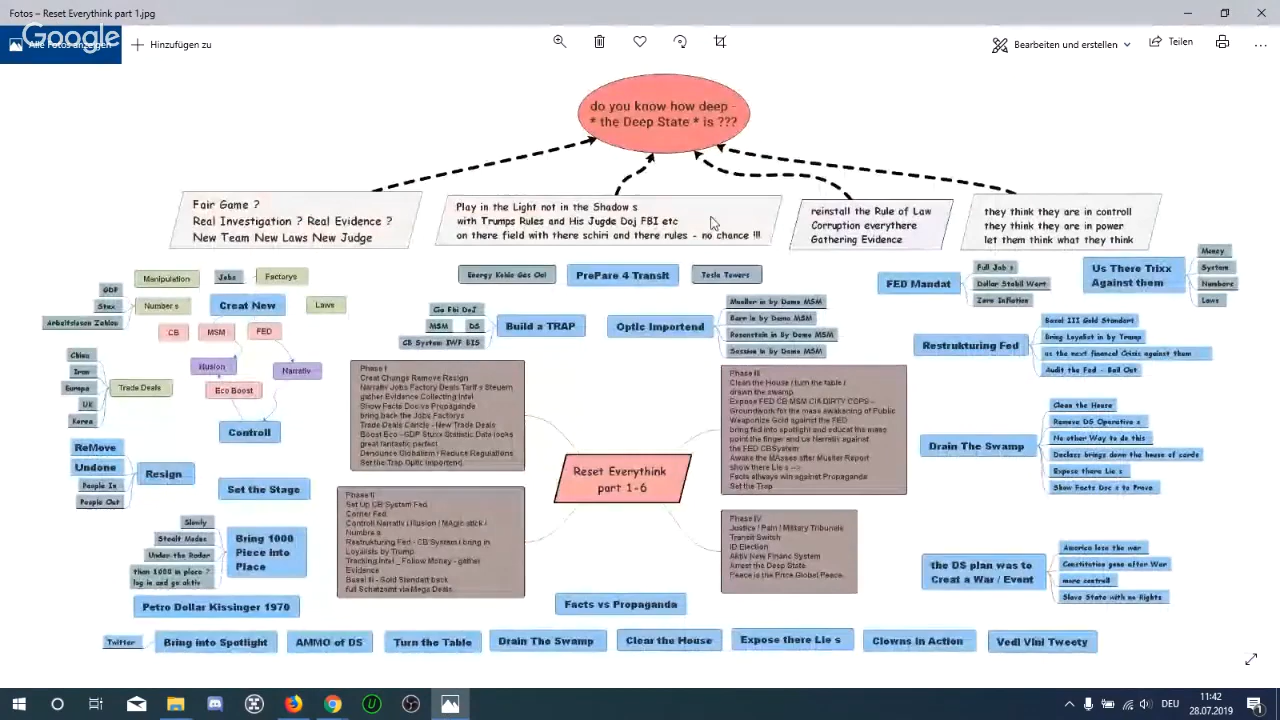 Fotos – Reset Everythink part 1.jpg
Google
Alle Fotos anzeigen
Hinzufügen zu
Bearbeiten und erstellen
Teilen
do you know how deep -
* the Deep State * is ???
Fair Game ?
Real Investigation ? Real Evidence ?
New Team New Laws New Judge
Play in the Light not in the Shadow s
with Trumps Rules and His Jugde Doj FBI etc
on there field with there schiri and there rules - no chance !!!
reinstall the Rule of Law
Corruption everywhere
Gathering Evidence
they think they are in controll
they think they are in power
let them think what they think
Manipulation
Jobs
Factorys
GDP
Stux
Arbeitslosen Zahlen
Number s
Creat New
Laws
CB
MSM
FED
Illusion
Narrativ
Eco Boost
Controll
China
Iran
Europa
UK
Korea
Trade Deals
ReMove
Undone
People In
People Out
Resign
Set the Stage
Slowly
Stealt Modus
Under the Radar
than 1000 in place ?
log in and go aktiv
Bring 1000
Piece into
Place
Petro Dollar Kissinger 1970
Energy Kohle Gas Oel
PrePare 4 Transit
Tesla Towers
Cia Fbi DoJ
MSM
DS
CB System IWF BIS
Build a TRAP
Optic Importend
Mueller in by Dems MSM
Barr in by Dems MSM
Rosenstein in By Dems MSM
Session in by Dems MSM
Phase I
Creat Change Remove Resign
Narrativ Jobs Factory Deals Tarif s Steuern
gather Evidence Collecting Intel
Show Facts Doc vs Propaganda
bring back the Jobs Factorys
Trade Deals Cancle - New Trade Deals
Boost Eco - GDP Stunx Statistic Data looks
great fantastic perfect
Denounce Globalism / Reduce Regulations
Set the Trap Optic Importend
Phase II
Set Up CB System Fed
Corner Fed
Controll Narrativ / Illusion / MAgic stick /
Numbre s
Restrukturing Fed - CB System / bring in
Loyalists by Trump
Tracking Intel _ Follow Money - gather
Evidence
Basel III - Gold Standart back
full Schatzamt via Mega Deals
Phase III
Clean the House / turn the table /
drawn the swamp
Expose FED CB MSM CIA DIRTY COPS -
Groundwork for the mass awakening of Public
Weaponize Gold against the FED
bring fed into spotlight and educat the mass
point the finger and us Narrativ against
the FED CB System
Awake the MAsses after Mueller Report
show there Lie s -->
Facts allways win against Propaganda
Set the Trap
Phase IV
Justice / Pain / Military Tribunals
Transit Switch
ID Election
Aktiv New Financ System
Arrest the Deep State
Peace is the Price Global Peace.
Reset Everythink
part 1-6
Facts vs Propaganda
FED Mandat
Full Job s
Dollar Stabil Wert
Zero Inflation
Us There Trixx
Against them
Money
System
Numbers
Laws
Restrukturing Fed
Basel III Gold Standart
Bring Loyalist in by Trump
us the next financel Crisis against them
Audit the Fed - Bail Out
Drain The Swamp
Clean the House
Remove DS Operative s
No other Way to do this
Declass brings down the house of cards
Expose there Lie s
Show Facts Doc s to Prove
the DS plan was to
Creat a War / Event
America lose the war
Constitution gone after War
more controll
Slave State with no Rights
Twitter
Bring into Spotlight
AMMO of DS
Turn the Table
Drain The Swamp
Clear the House
Expose there Lie s
Clowns in Action
Vedi Vini Tweety
DEU
11:42
28.07.2019